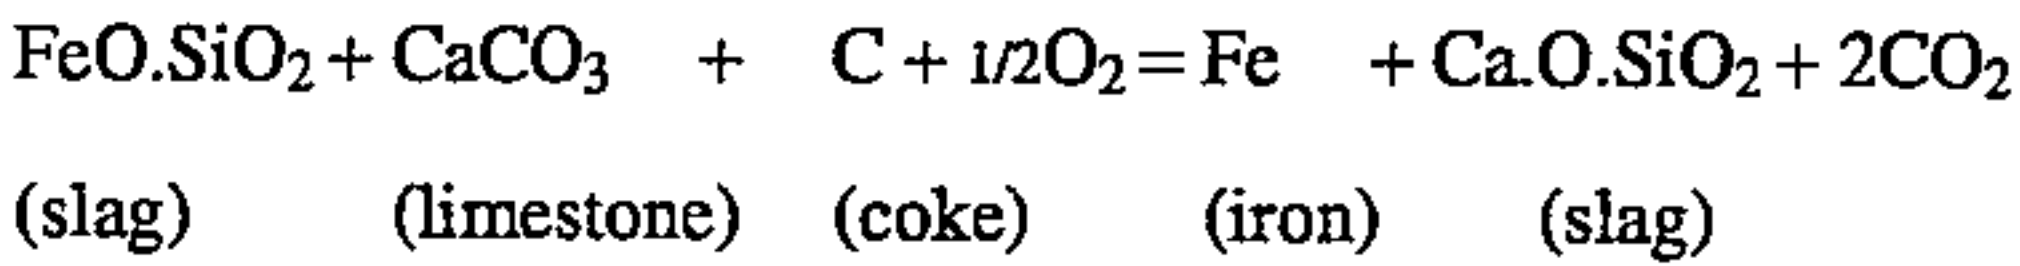 FeO.SiO₂ + CaCO₃ + C + 1/2O₂ = Fe + Ca.O.SiO₂ + 2CO₂
(slag) (limestone) (coke) (iron) (slag)